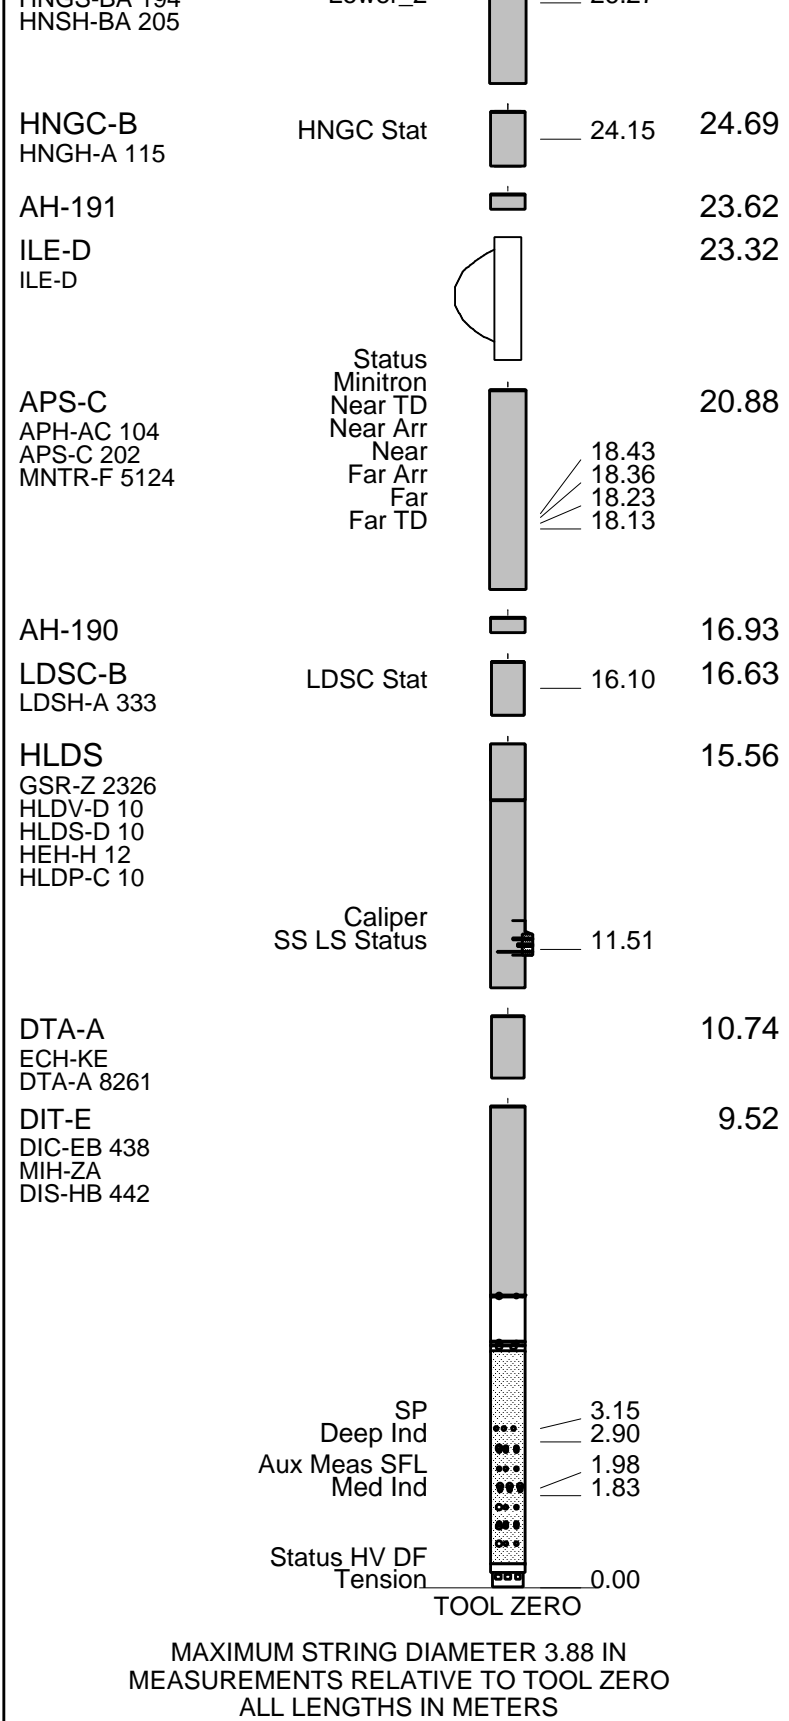 HNSH-BA 205
HNGC-B HNGC Stat 24.15 24.69
HNGH-A 115
AH-191 23.62
ILE-D 23.32
ILE-D
Status
Minitron
APS-C Near TD 20.88
APH-AC 104 Near Arr
APS-C 202 Near 18.43
MNTR-F 5124 Far Arr 18.36
Far 18.23
Far TD 18.13
AH-190 16.93
LDSC-B LDSC Stat 16.10 16.63
LDSH-A 333
HLDS 15.56
GSR-Z 2326
HLDV-D 10
HLDS-D 10
HEH-H 12
HLDP-C 10
Caliper
SS LS Status 11.51
DTA-A 10.74
ECH-KE
DTA-A 8261
DIT-E 9.52
DIC-EB 438
MIH-ZA
DIS-HB 442
SP 3.15
Deep Ind 2.90
Aux Meas SFL 1.98
Med Ind 1.83
Status HV DF
Tension 0.00
TOOL ZERO
MAXIMUM STRING DIAMETER 3.88 IN
MEASUREMENTS RELATIVE TO TOOL ZERO
ALL LENGTHS IN METERS